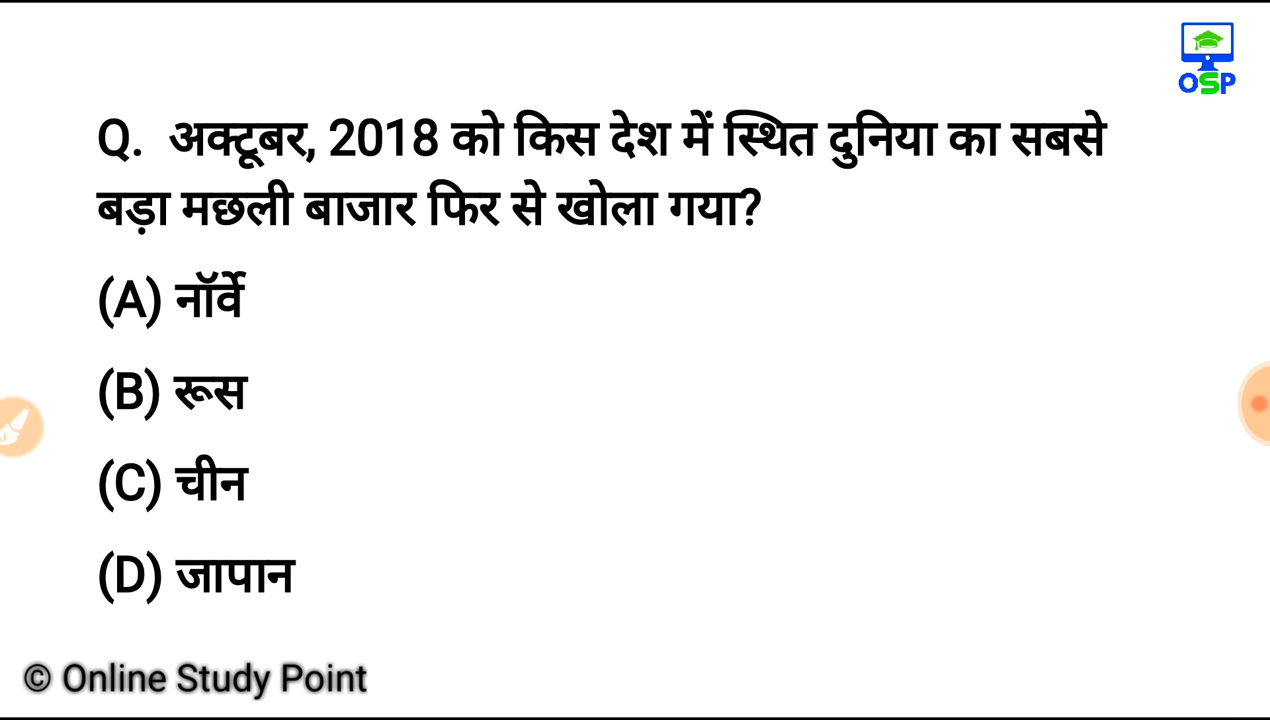 OSP
Q. अक्टूबर, 2018 को किस देश में स्थित दुनिया का सबसे
बड़ा मछली बाजार फिर से खोला गया?
(A) नॉर्वे
(B) रूस
(C) चीन
(D) जापान
© Online Study Point